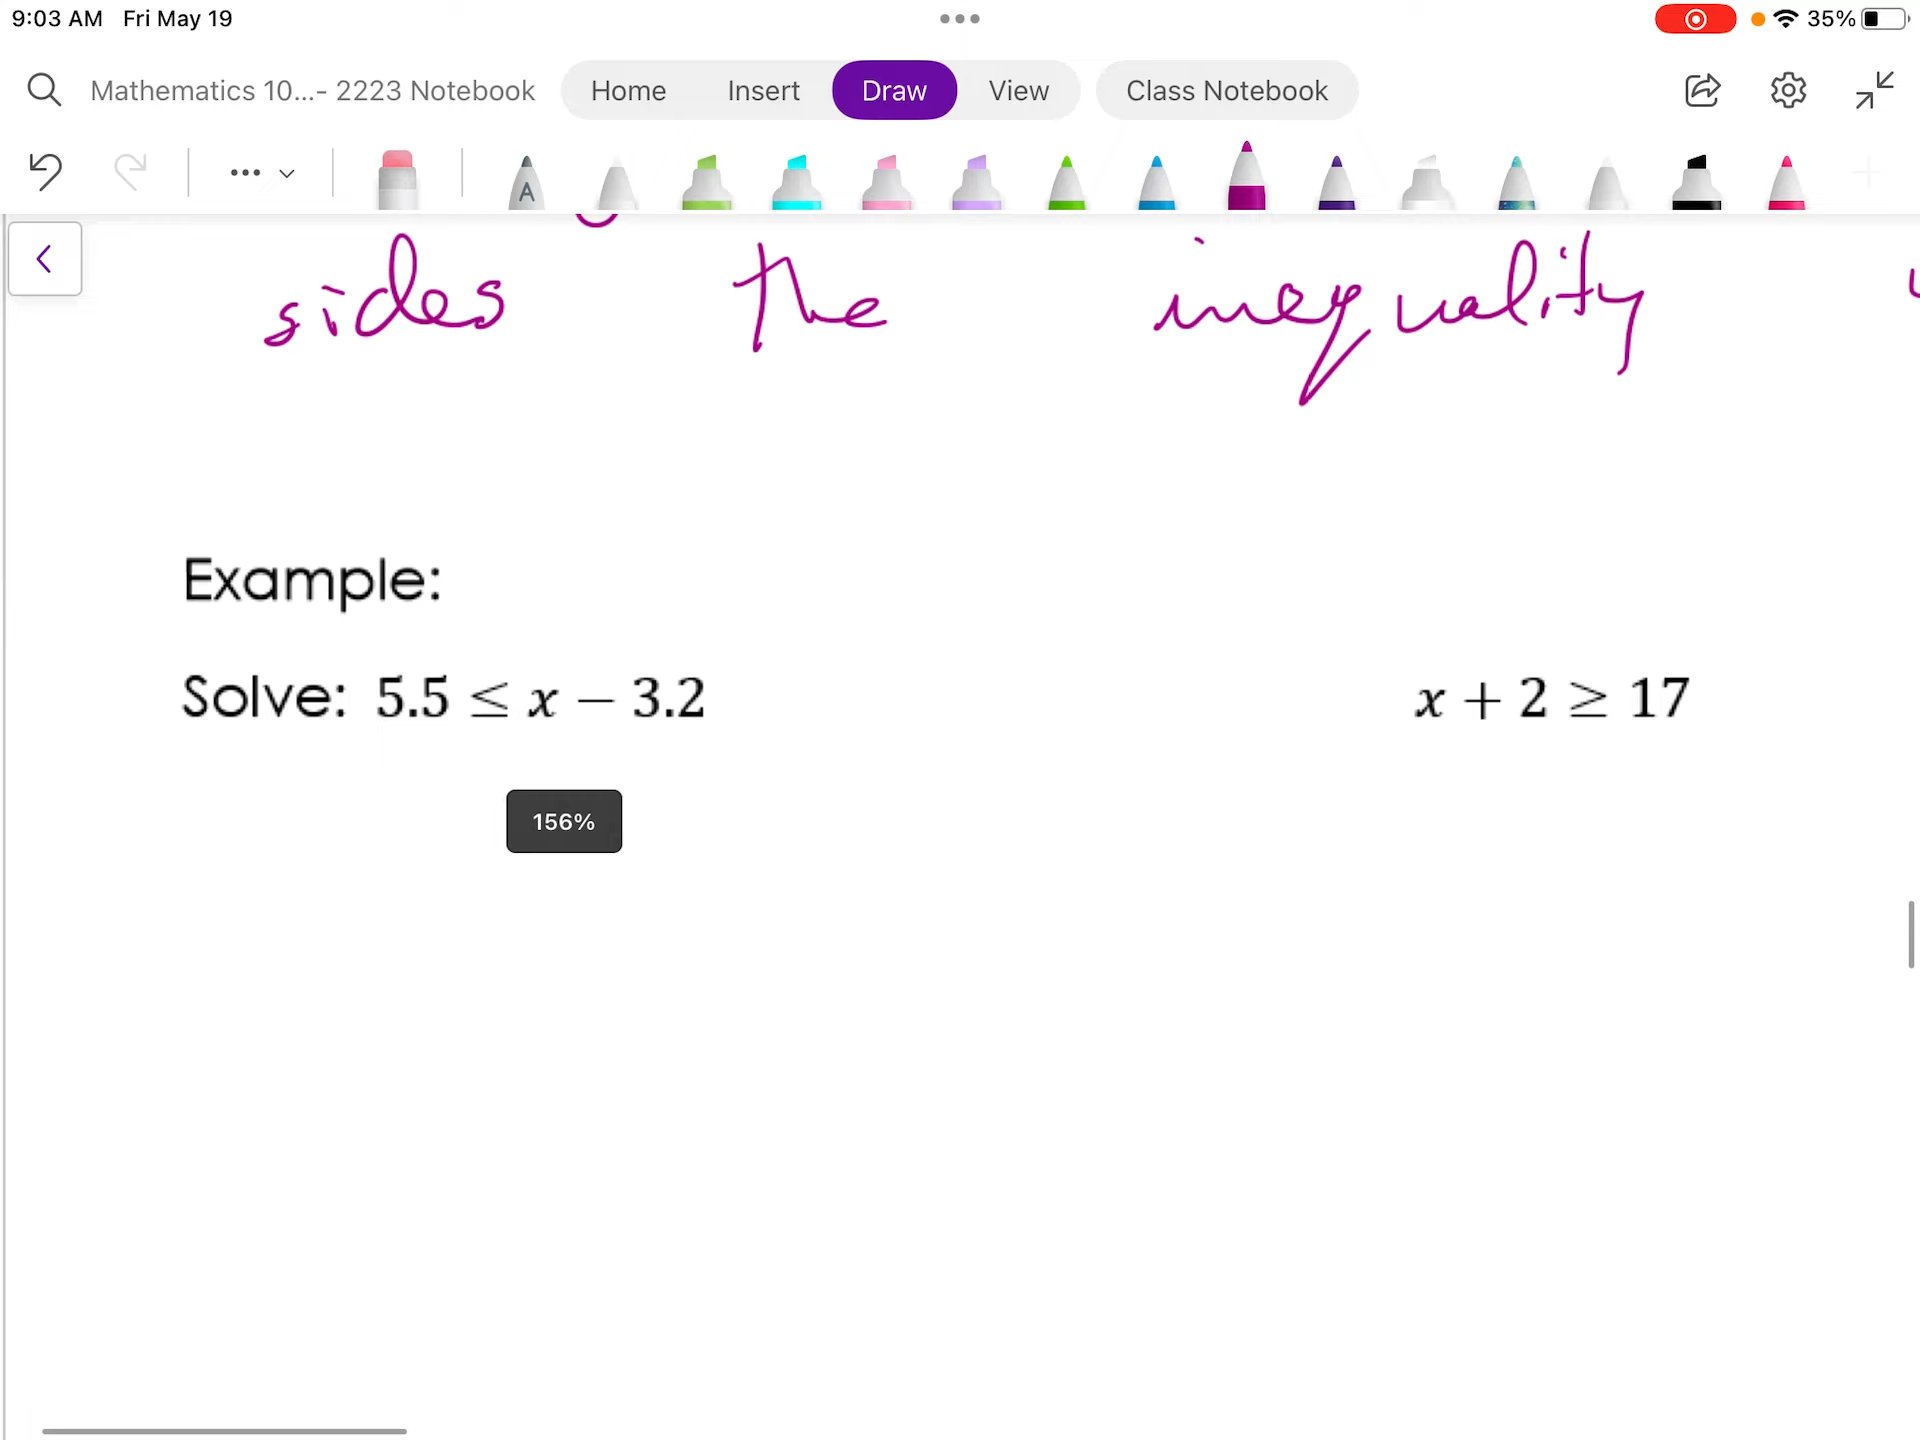 9:03 AM Fri May 19
35%
Mathematics 10...- 2223 Notebook Home Insert Draw View Class Notebook
A
sides the inequality
Example:
Solve: 5.5 ≤ x − 3.2 x + 2 ≥ 17
156%